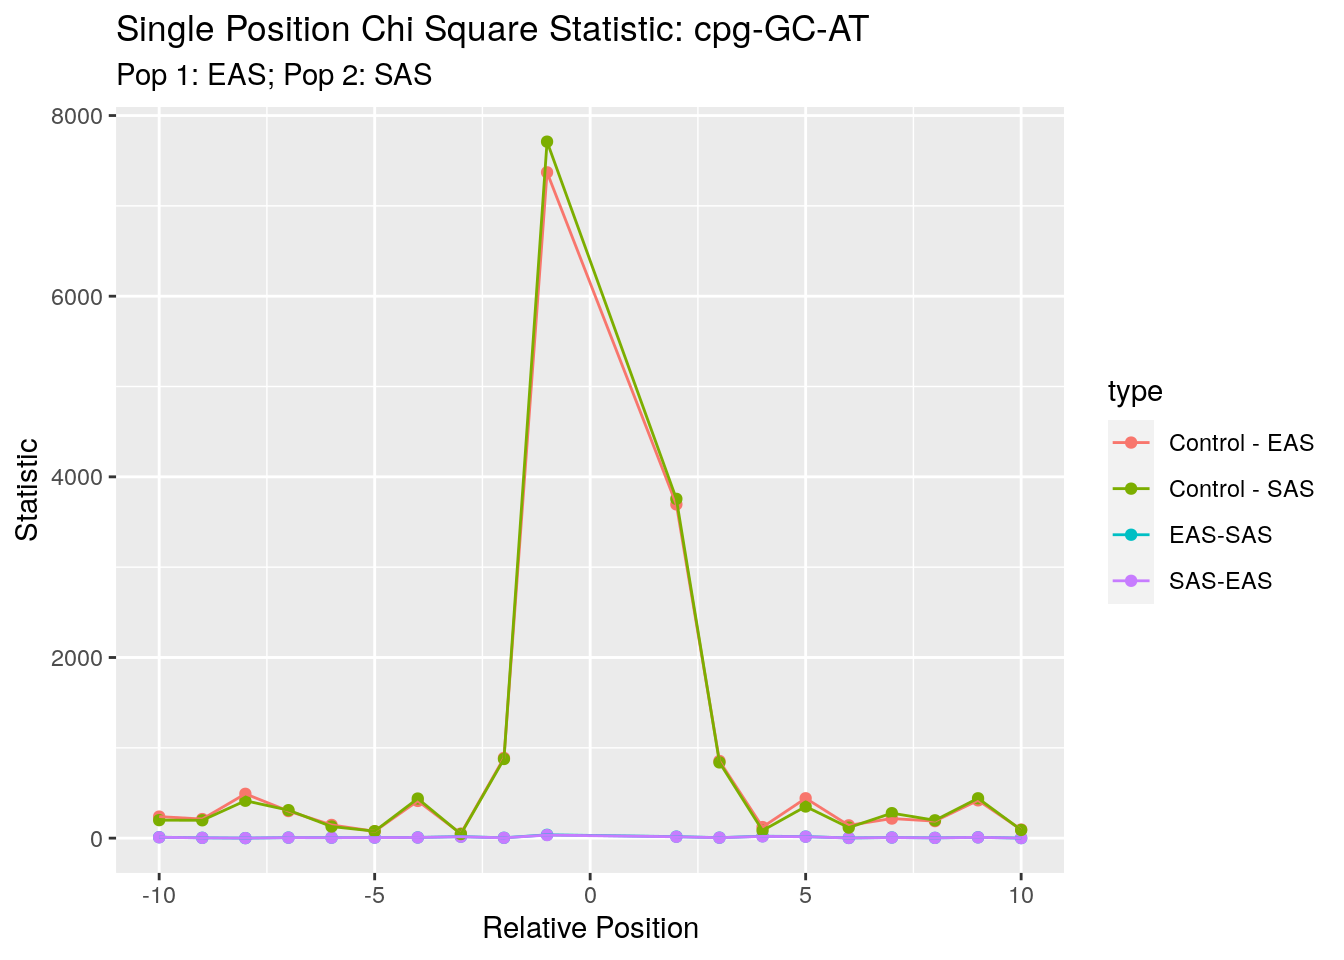 Single Position Chi Square Statistic: cpg-GC-AT
Pop 1: EAS; Pop 2: SAS
8000
6000
4000
2000
0
Statistic
-10
-5
0
5
10
Relative Position
type
Control - EAS
Control - SAS
EAS-SAS
SAS-EAS